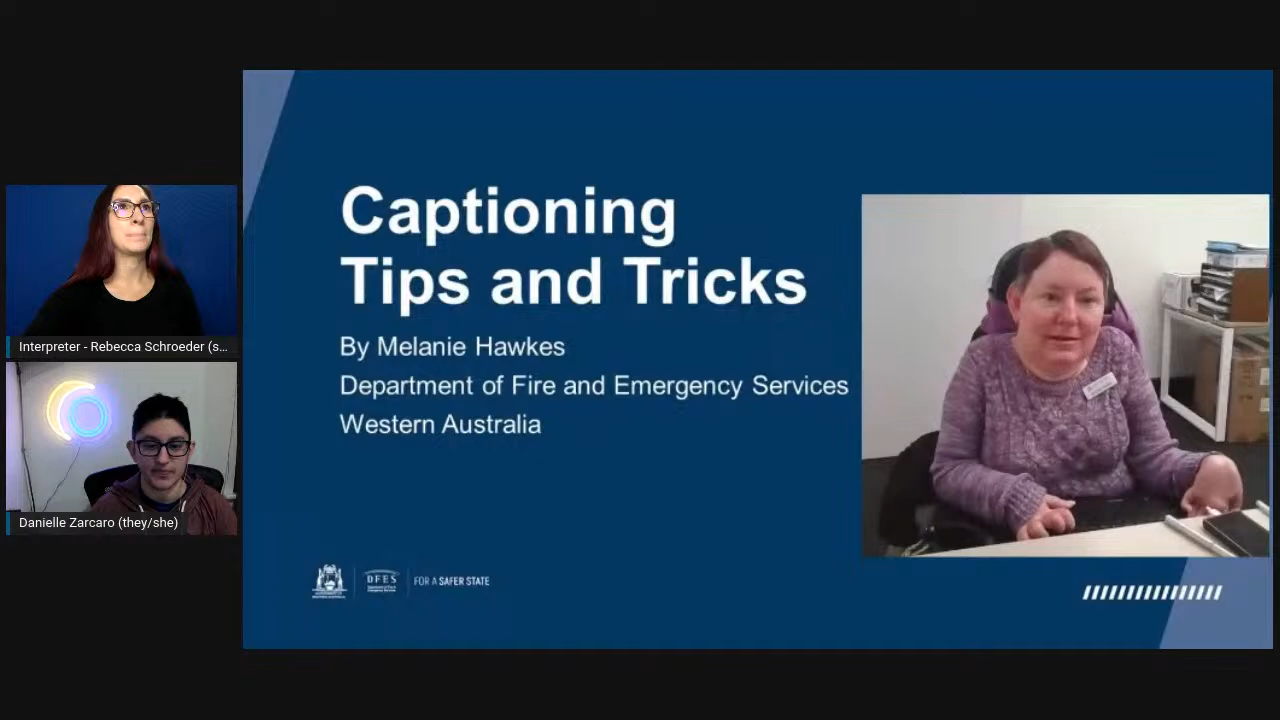 Captioning
Tips and Tricks
By Melanie Hawkes
Department of Fire and Emergency Services
Western Australia
DFES
FOR A SAFER STATE
Interpreter - Rebecca Schroeder (s...
Danielle Zarcaro (they/she)